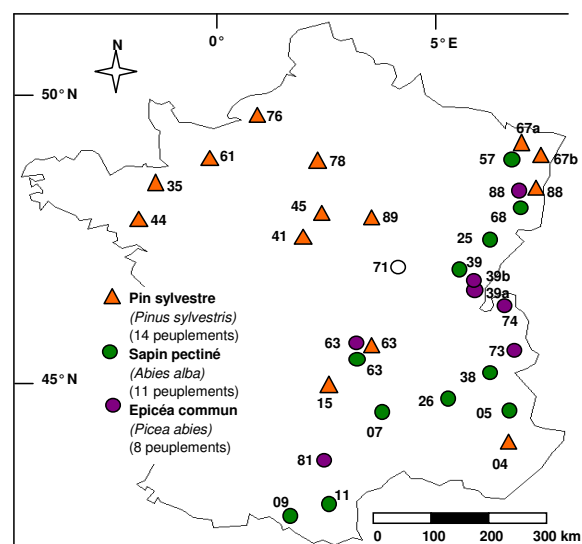 N
0°
5°E
50°N
76
67a
61
78
57
67b
35
88
88
44
45
89
68
41
25
71
39
39b
39a
Pin sylvestre
(Pinus sylvestris)
(14 peuplements)
74
63
63
73
Sapin pectiné
(Abies alba)
(11 peuplements)
63
45°N
38
15
26
05
07
Epicéa commun
(Picea abies)
(8 peuplements)
81
04
09
11
0
100
200
300 km